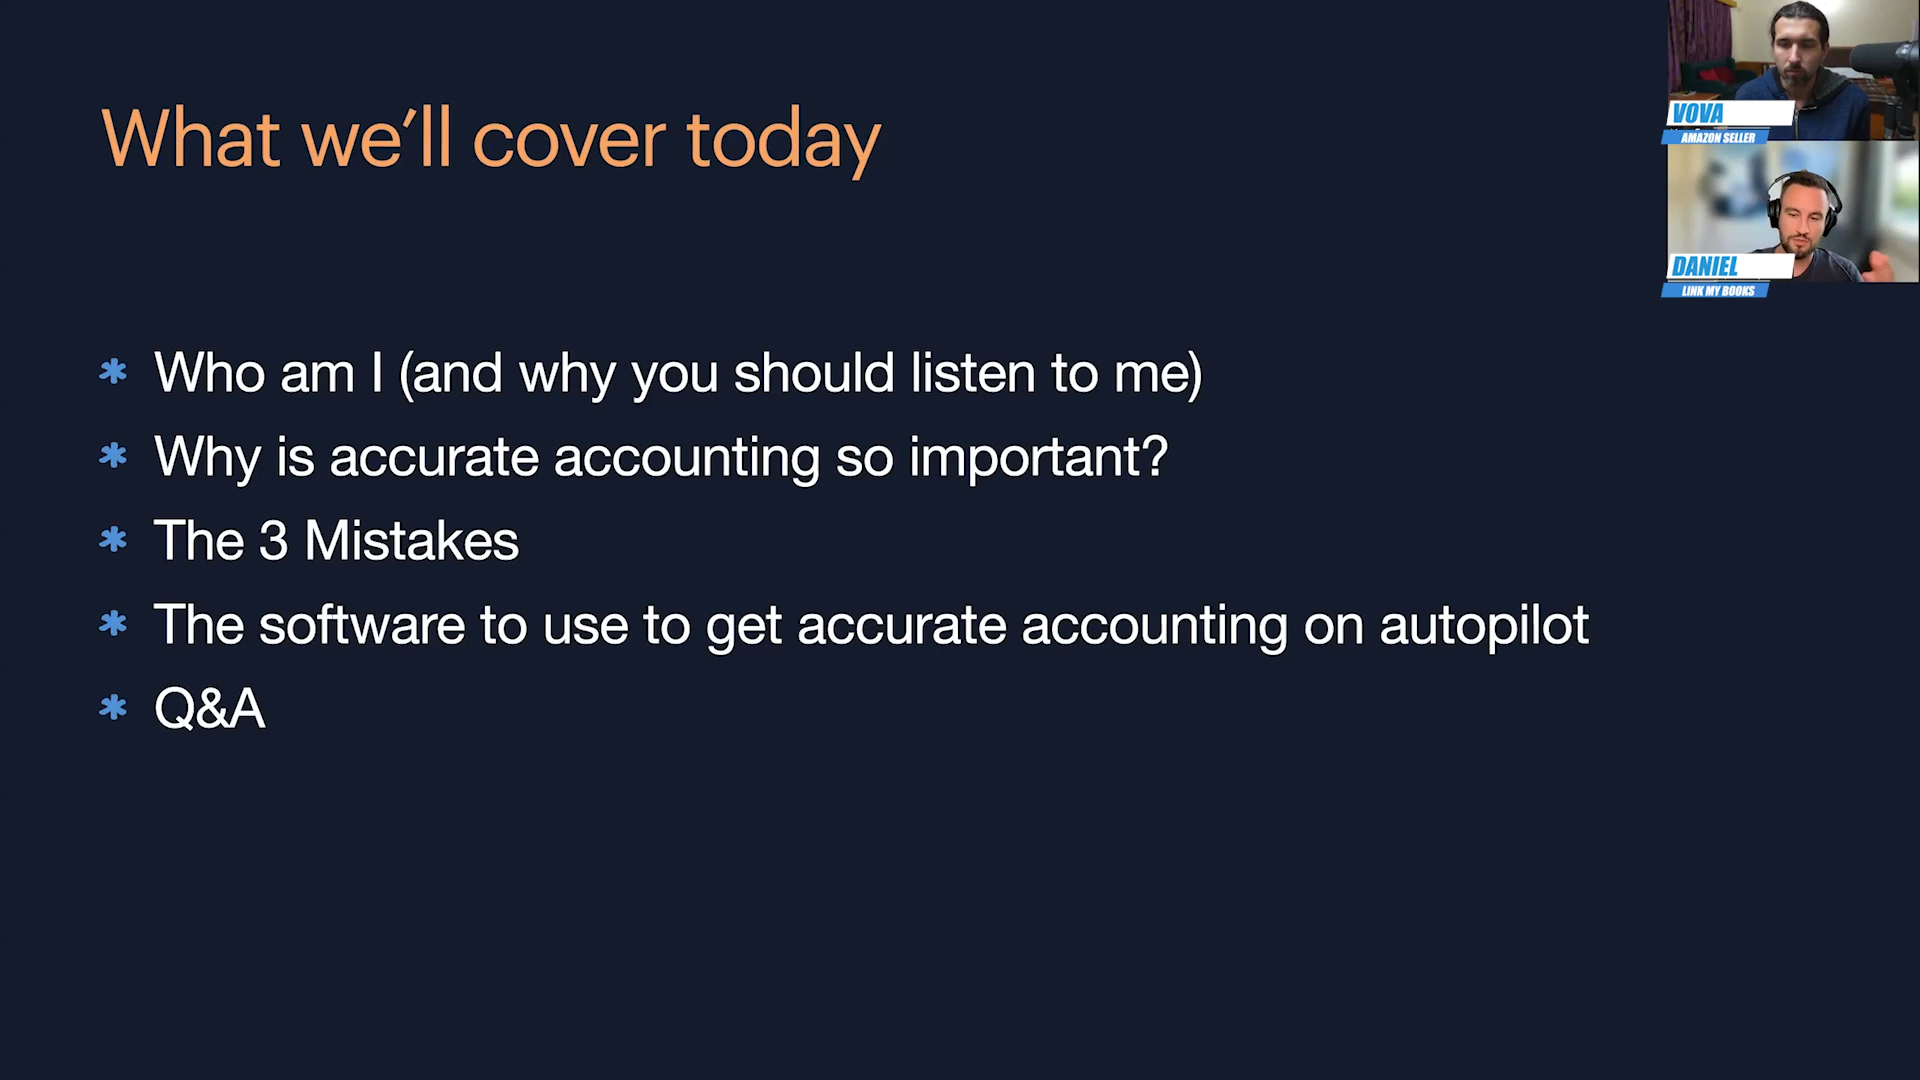 What we'll cover today
VOVA
AMAZON SELLER
DANIEL
LINK MY BOOKS
* Who am I (and why you should listen to me)
* Why is accurate accounting so important?
* The 3 Mistakes
* The software to use to get accurate accounting on autopilot
* Q&A